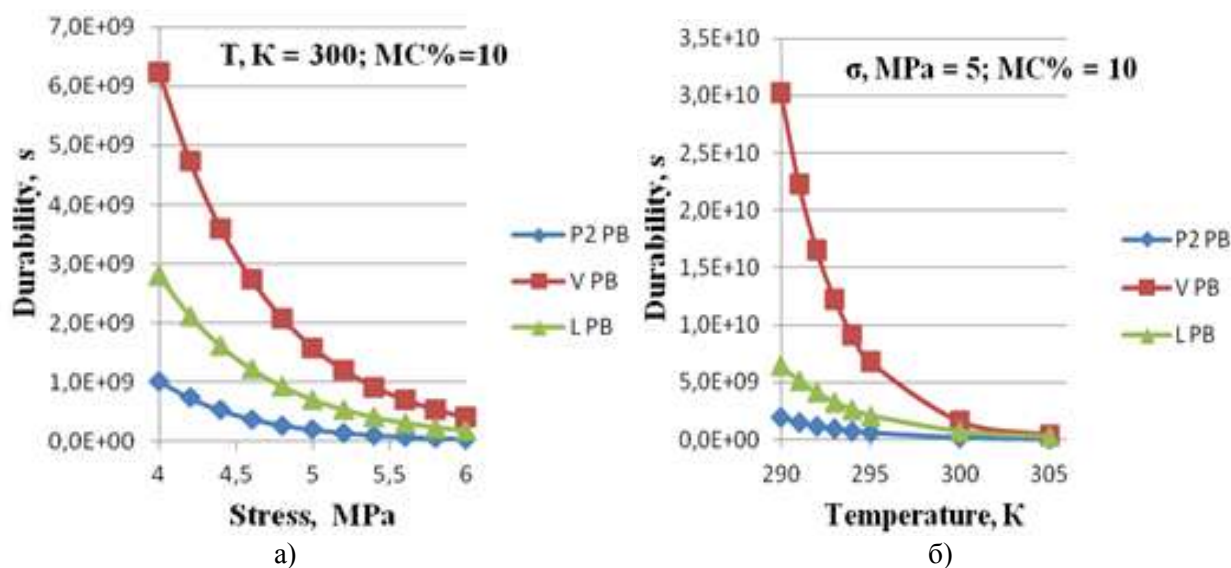 7,0E+09
6,0E+09
5,0E+09
4,0E+09
3,0E+09
2,0E+09
1,0E+09
0,0E+00
Durability, s
T, K = 300; MC%=10
4
4,5
5
5,5
6
Stress, MPa
P2 PB
V PB
L PB
а)
3,5E+10
3,0E+10
2,5E+10
2,0E+10
1,5E+10
1,0E+10
5,0E+09
0,0E+00
Durability, s
σ, MPa = 5; MC% = 10
290
295
300
305
Temperature, K
P2 PB
V PB
L PB
б)